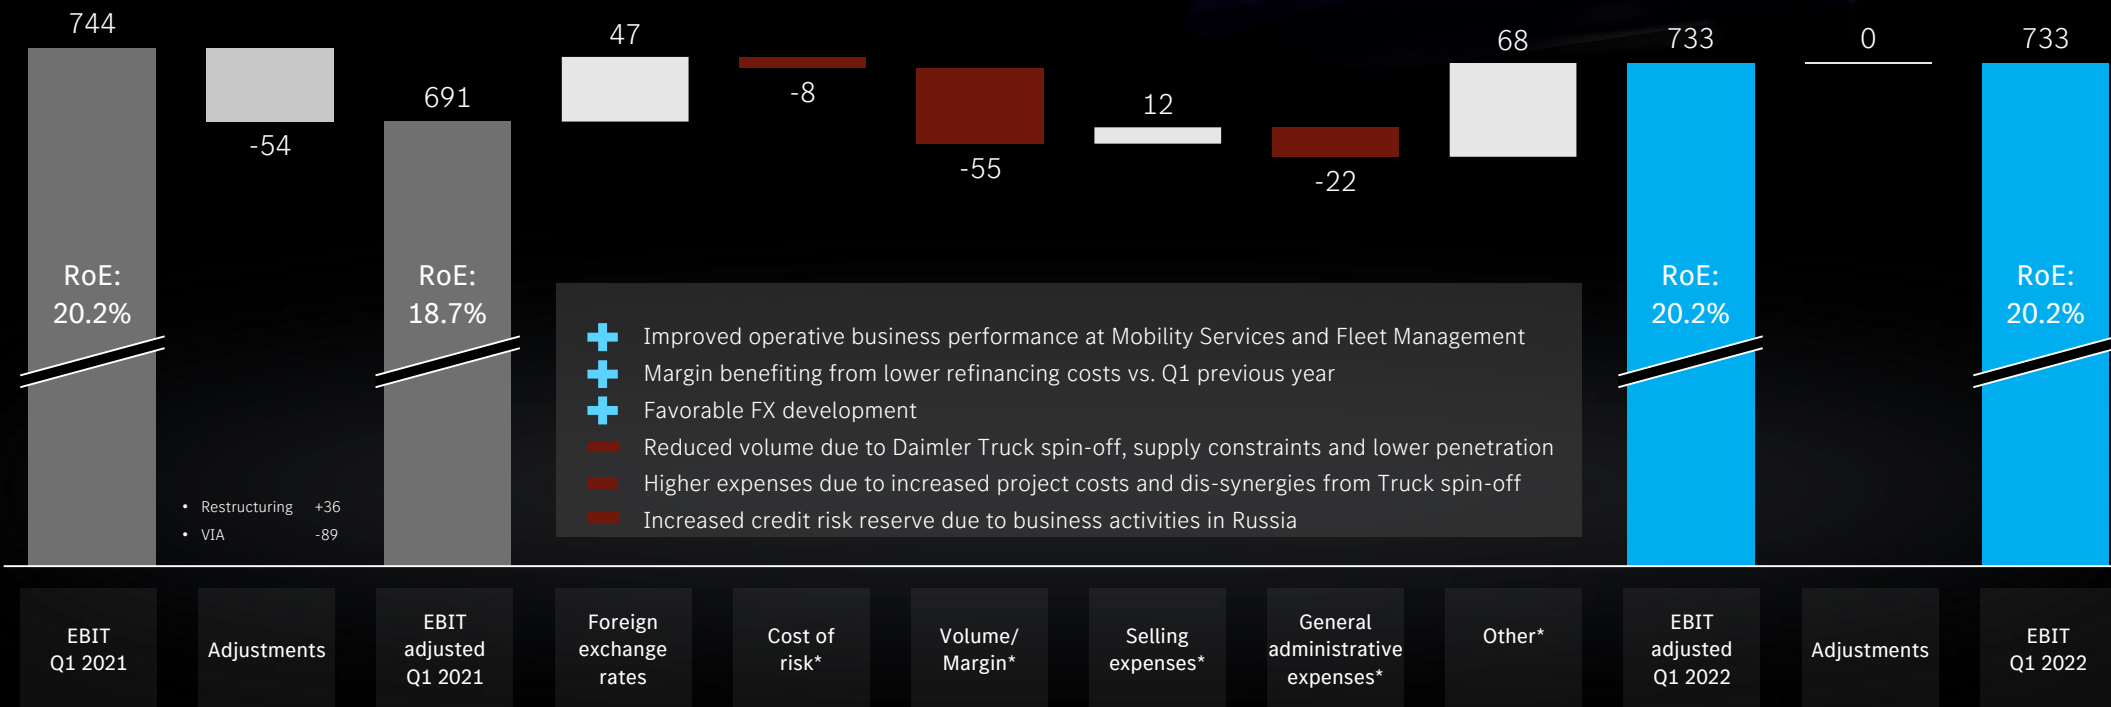 744
-54
691
47
-8
-55
12
-22
68
733
0
733
RoE:
20.2%
RoE:
18.7%
RoE:
20.2%
RoE:
20.2%
Improved operative business performance at Mobility Services and Fleet Management
Margin benefiting from lower refinancing costs vs. Q1 previous year
Favorable FX development
Reduced volume due to Daimler Truck spin-off, supply constraints and lower penetration
Higher expenses due to increased project costs and dis-synergies from Truck spin-off
Increased credit risk reserve due to business activities in Russia
• Restructuring +36
• VIA -89
EBIT
Q1 2021
Adjustments
EBIT
adjusted
Q1 2021
Foreign
exchange
rates
Cost of
risk*
Volume/
Margin*
Selling
expenses*
General
administrative
expenses*
Other*
EBIT
adjusted
Q1 2022
Adjustments
EBIT
Q1 2022